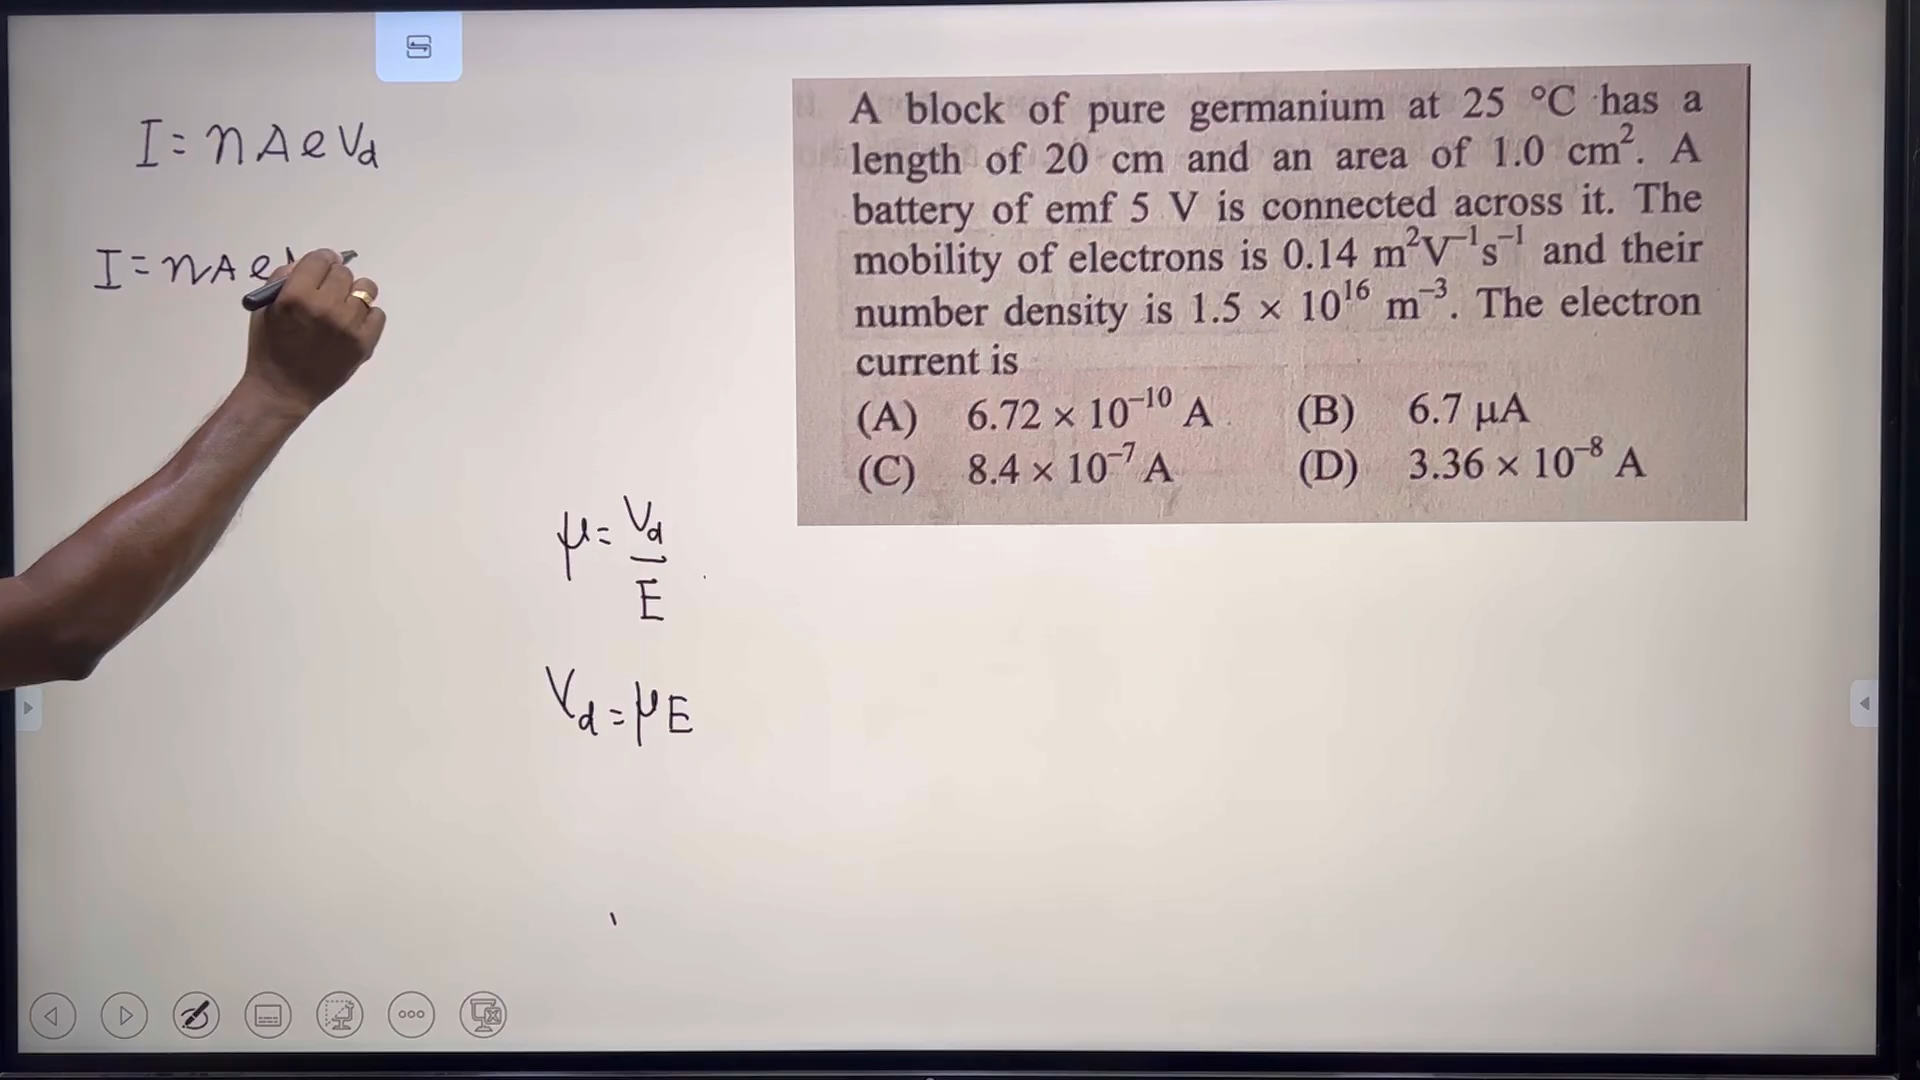 I = nAeVd
I = nAe
μ = Vd/E
Vd = μE
A block of pure germanium at 25 °C has a
length of 20 cm and an area of 1.0 cm². A
battery of emf 5 V is connected across it. The
mobility of electrons is 0.14 m²V⁻¹s⁻¹ and their
number density is 1.5 × 10¹⁶ m⁻³. The electron
current is
(A) 6.72 × 10⁻¹⁰ A (B) 6.7 μA
(C) 8.4 × 10⁻⁷ A (D) 3.36 × 10⁻⁸ A